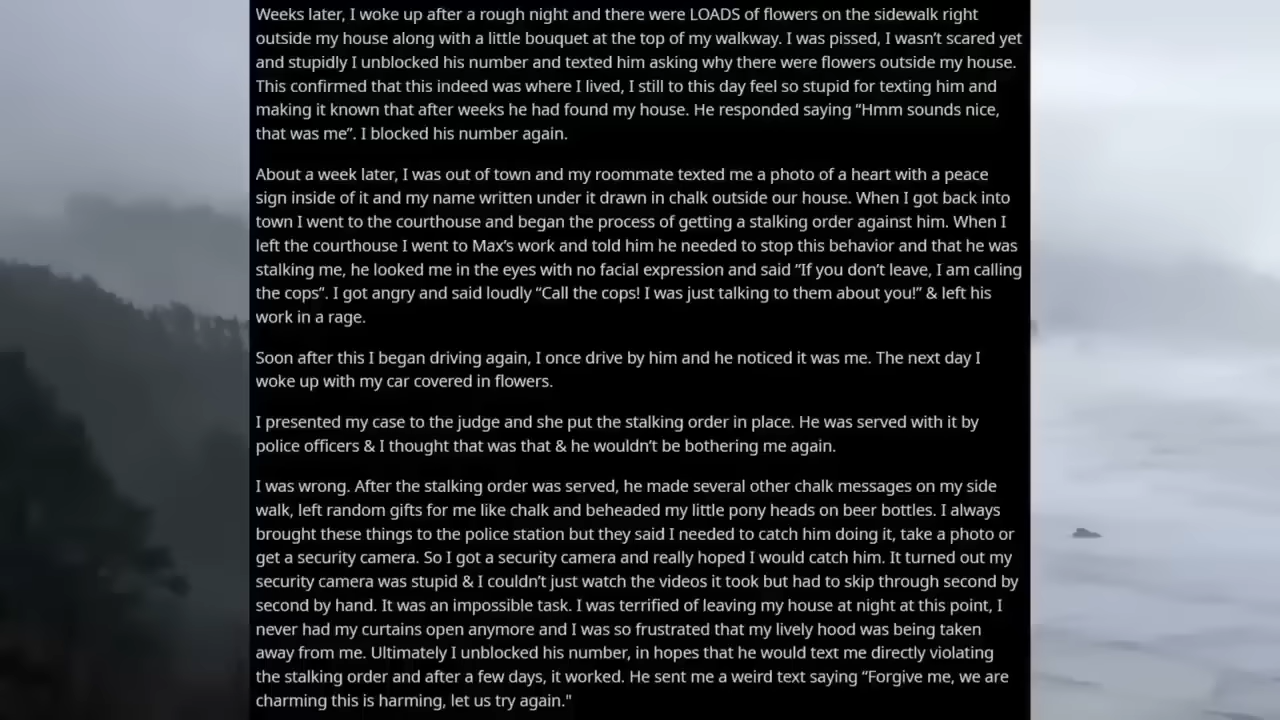 Weeks later, I woke up after a rough night and there were LOADS of flowers on the sidewalk right
outside my house along with a little bouquet at the top of my walkway. I was pissed, I wasn’t scared yet
and stupidly I unblocked his number and texted him asking why there were flowers outside my house.
This confirmed that this indeed was where I lived, I still to this day feel so stupid for texting him and
making it known that after weeks he had found my house. He responded saying “Hmm sounds nice,
that was me”. I blocked his number again.
About a week later, I was out of town and my roommate texted me a photo of a heart with a peace
sign inside of it and my name written under it drawn in chalk outside our house. When I got back into
town I went to the courthouse and began the process of getting a stalking order against him. When I
left the courthouse I went to Max’s work and told him he needed to stop this behavior and that he was
stalking me, he looked me in the eyes with no facial expression and said “If you don’t leave, I am calling
the cops”. I got angry and said loudly “Call the cops! I was just talking to them about you!” & left his
work in a rage.
Soon after this I began driving again, I once drive by him and he noticed it was me. The next day I
woke up with my car covered in flowers.
I presented my case to the judge and she put the stalking order in place. He was served with it by
police officers & I thought that was that & he wouldn’t be bothering me again.
I was wrong. After the stalking order was served, he made several other chalk messages on my side
walk, left random gifts for me like chalk and beheaded my little pony heads on beer bottles. I always
brought these things to the police station but they said I needed to catch him doing it, take a photo or
get a security camera. So I got a security camera and really hoped I would catch him. It turned out my
security camera was stupid & I couldn’t just watch the videos it took but had to skip through second by
second by hand. It was an impossible task. I was terrified of leaving my house at night at this point, I
never had my curtains open anymore and I was so frustrated that my lively hood was being taken
away from me. Ultimately I unblocked his number, in hopes that he would text me directly violating
the stalking order and after a few days, it worked. He sent me a weird text saying “Forgive me, we are
charming this is harming, let us try again."